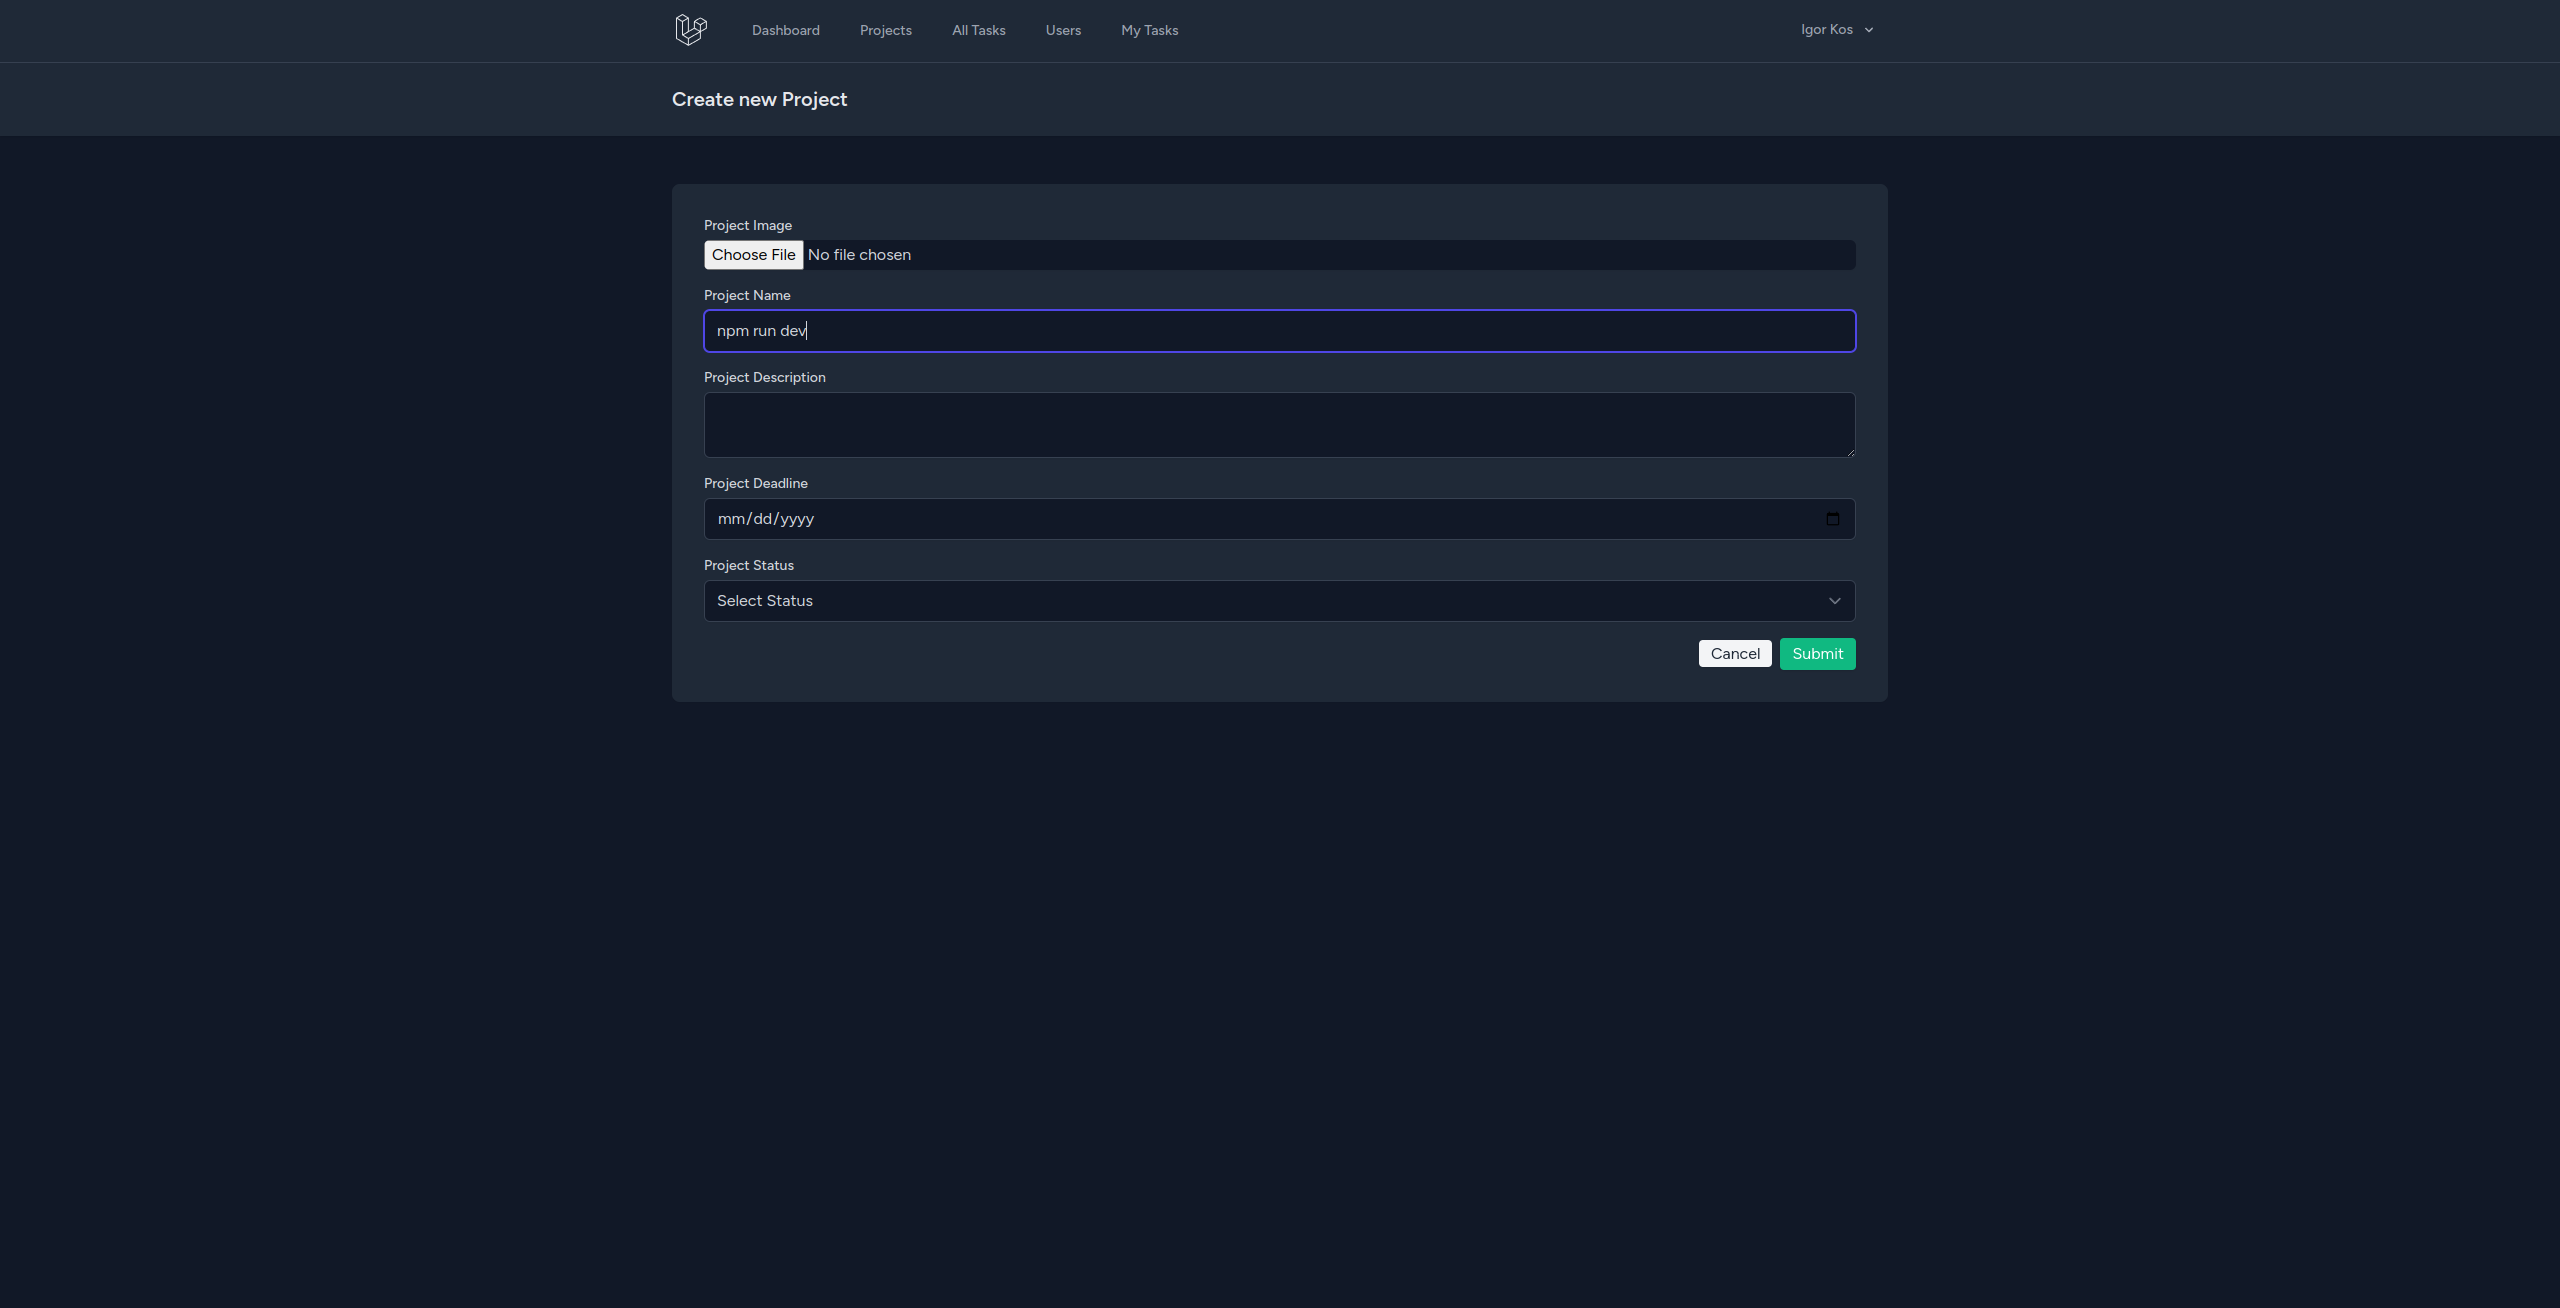 Dashboard Projects All Tasks Users My Tasks Igor Kos
Create new Project
Project Image
Choose File No file chosen
Project Name
npm run dev
Project Description
Project Deadline
mm/dd/yyyy
Project Status
Select Status
Cancel Submit